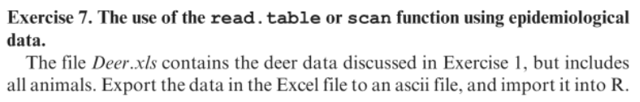 Exercise 7. The use of the read.table or scan function using epidemiological
data.
The file Deer.xls contains the deer data discussed in Exercise 1, but includes
all animals. Export the data in the Excel file to an ascii file, and import it into R.